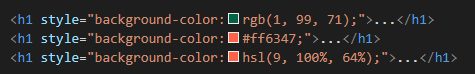 <h1 style="background-color:rgb(1, 99, 71);">...</h1>
<h1 style="background-color:#ff6347;">...</h1>
<h1 style="background-color:hsl(9, 100%, 64%);">...</h1>